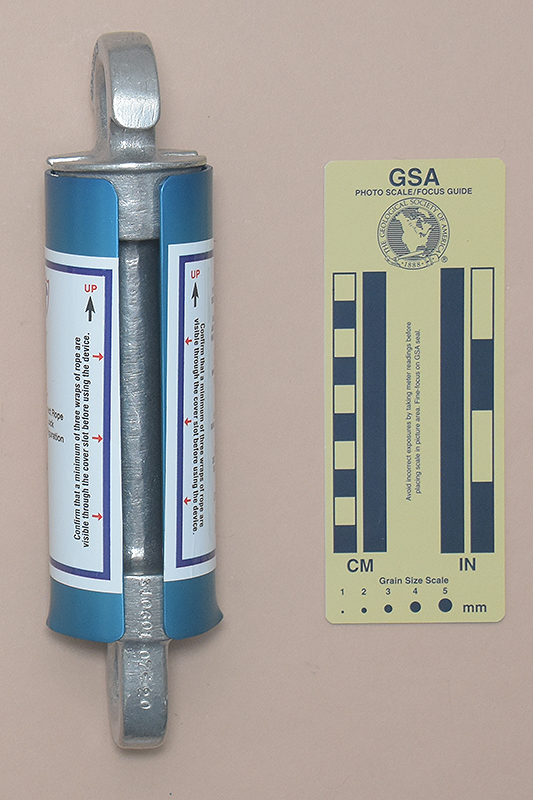 UP
Confirm that a minimum of three wraps of rope are
visible through the cover slot before using the device.
Rope
UP
Confirm that a minimum of three wraps of rope are
visible through the cover slot before using the device.
310601
GSA
PHOTO SCALE/FOCUS GUIDE
THE GEOLOGICAL SOCIETY OF AMERICA
1888
®
Avoid incorrect exposures by taking meter readings before
placing scale in picture area. Fine-focus on GSA seal.
CM
IN
Grain Size Scale
1 2 3 4 5
mm